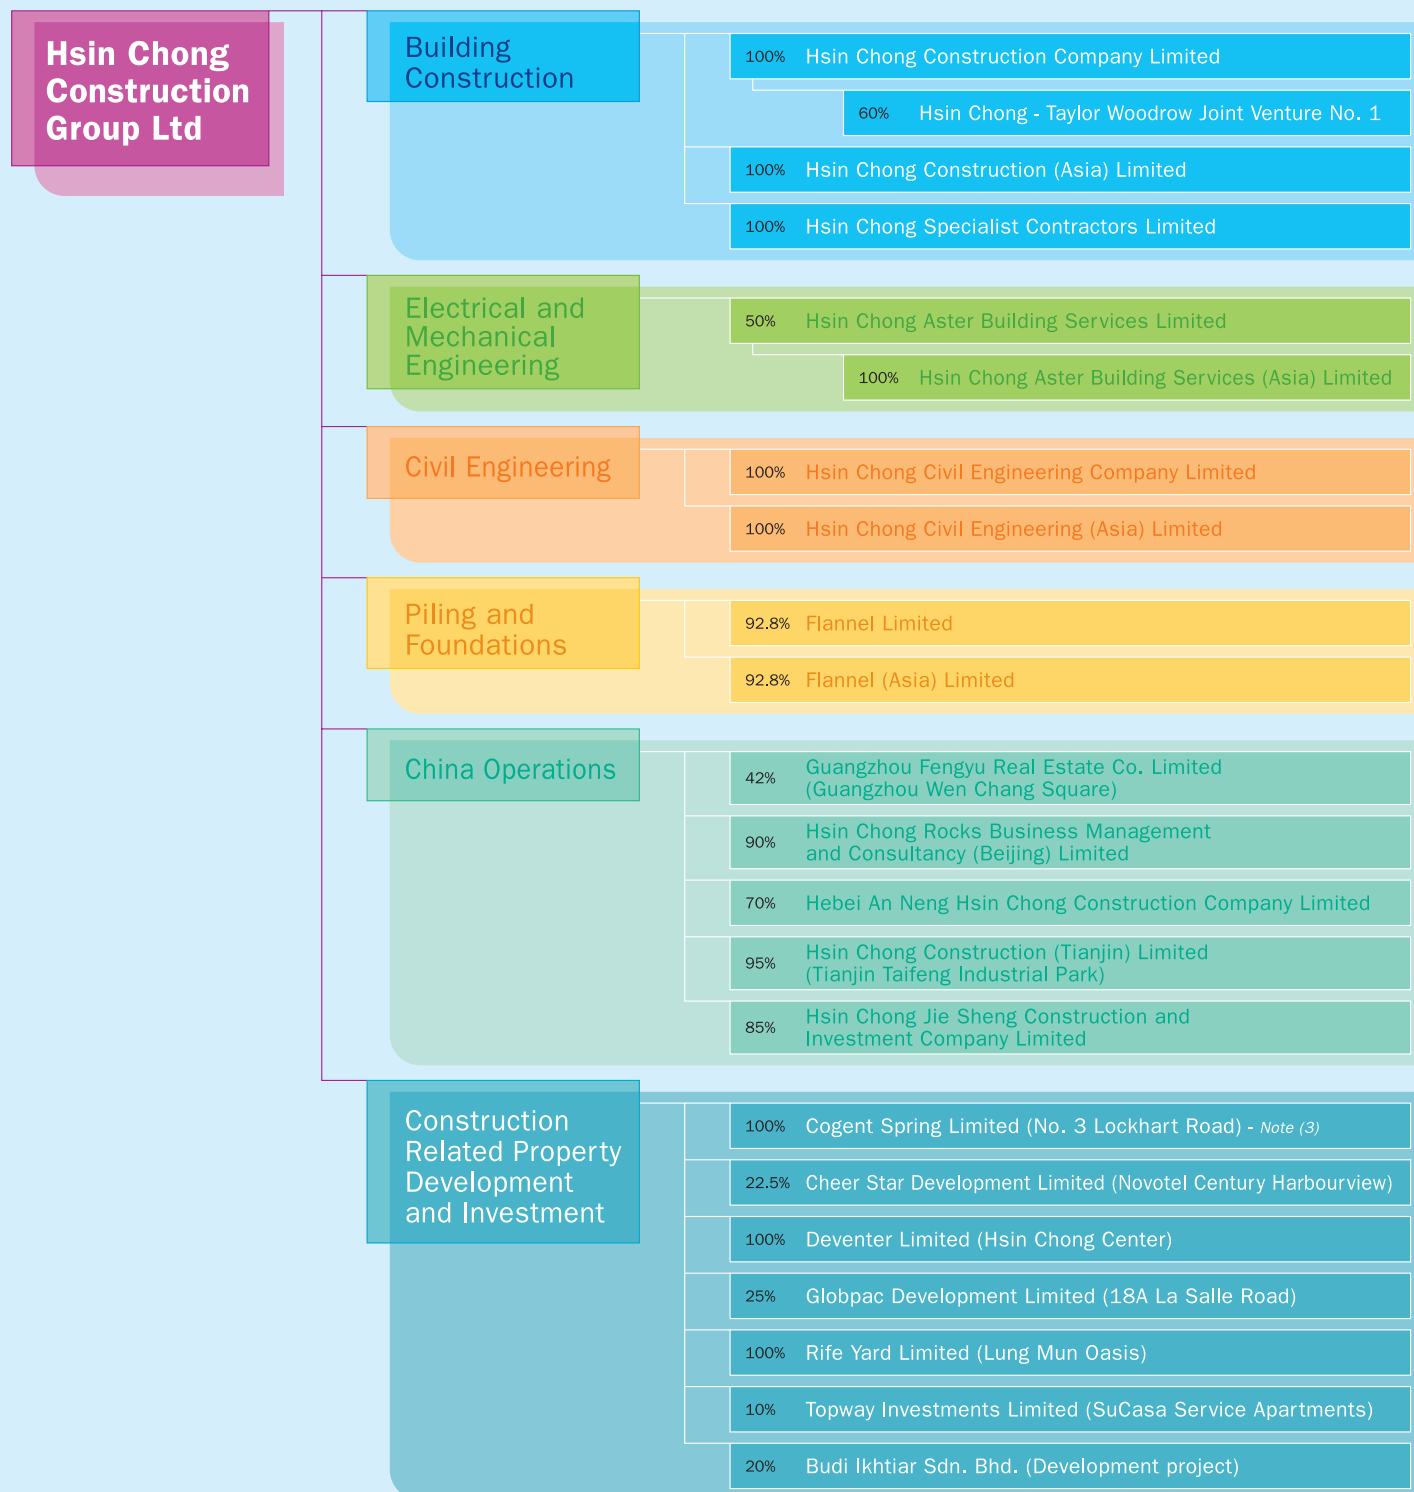 Hsin Chong
Construction
Group Ltd
Building
Construction
100% Hsin Chong Construction Company Limited
60% Hsin Chong - Taylor Woodrow Joint Venture No. 1
100% Hsin Chong Construction (Asia) Limited
100% Hsin Chong Specialist Contractors Limited
Electrical and
Mechanical
Engineering
50% Hsin Chong Aster Building Services Limited
100% Hsin Chong Aster Building Services (Asia) Limited
Civil Engineering
100% Hsin Chong Civil Engineering Company Limited
100% Hsin Chong Civil Engineering (Asia) Limited
Piling and
Foundations
92.8% Flannel Limited
92.8% Flannel (Asia) Limited
China Operations
42% Guangzhou Fengyu Real Estate Co. Limited
(Guangzhou Wen Chang Square)
90% Hsin Chong Rocks Business Management
and Consultancy (Beijing) Limited
70% Hebei An Neng Hsin Chong Construction Company Limited
95% Hsin Chong Construction (Tianjin) Limited
(Tianjin Taifeng Industrial Park)
85% Hsin Chong Jie Sheng Construction and
Investment Company Limited
Construction
Related Property
Development
and Investment
100% Cogent Spring Limited (No. 3 Lockhart Road) - Note (3)
22.5% Cheer Star Development Limited (Novotel Century Harbourview)
100% Deventer Limited (Hsin Chong Center)
25% Globpac Development Limited (18A La Salle Road)
100% Rife Yard Limited (Lung Mun Oasis)
10% Topway Investments Limited (SuCasa Service Apartments)
20% Budi Ikhtiar Sdn. Bhd. (Development project)